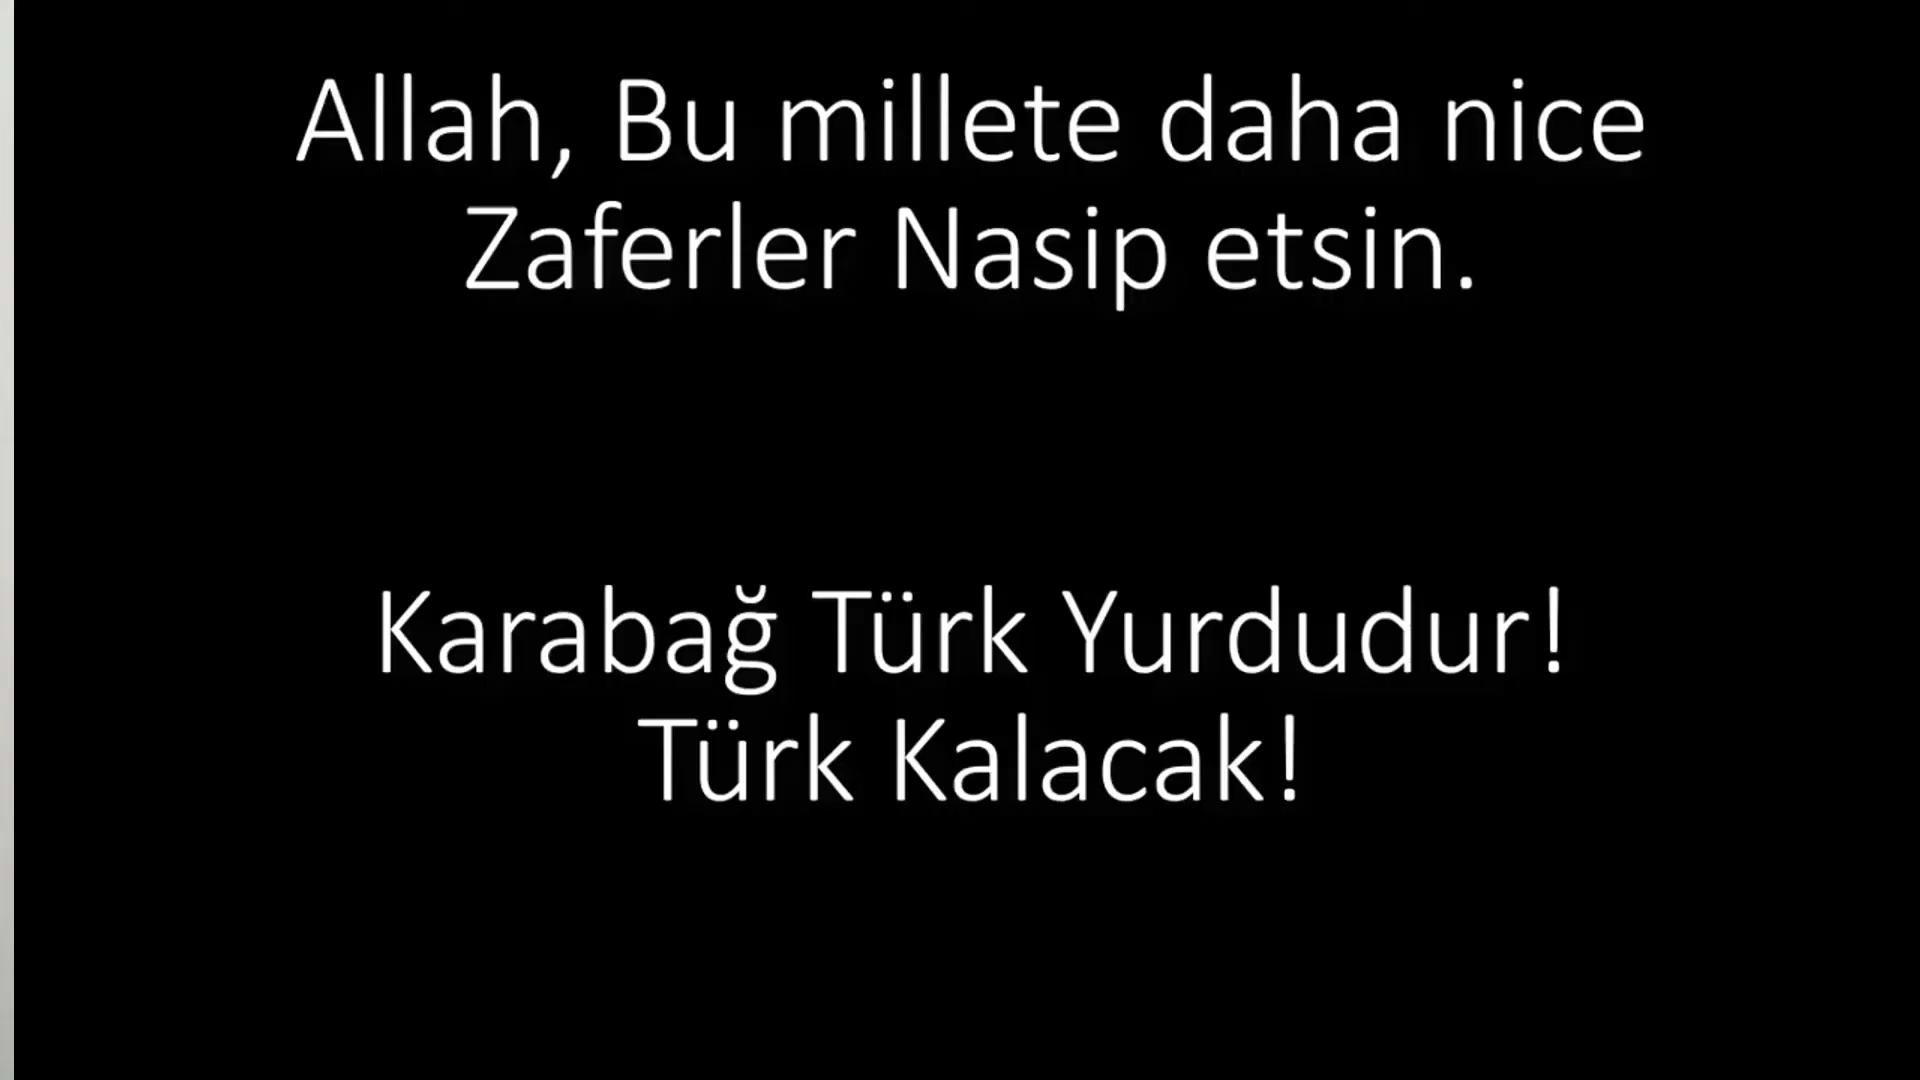 Allah, Bu millete daha nice
Zaferler Nasip etsin.
Karabağ Türk Yurdudur!
Türk Kalacak!